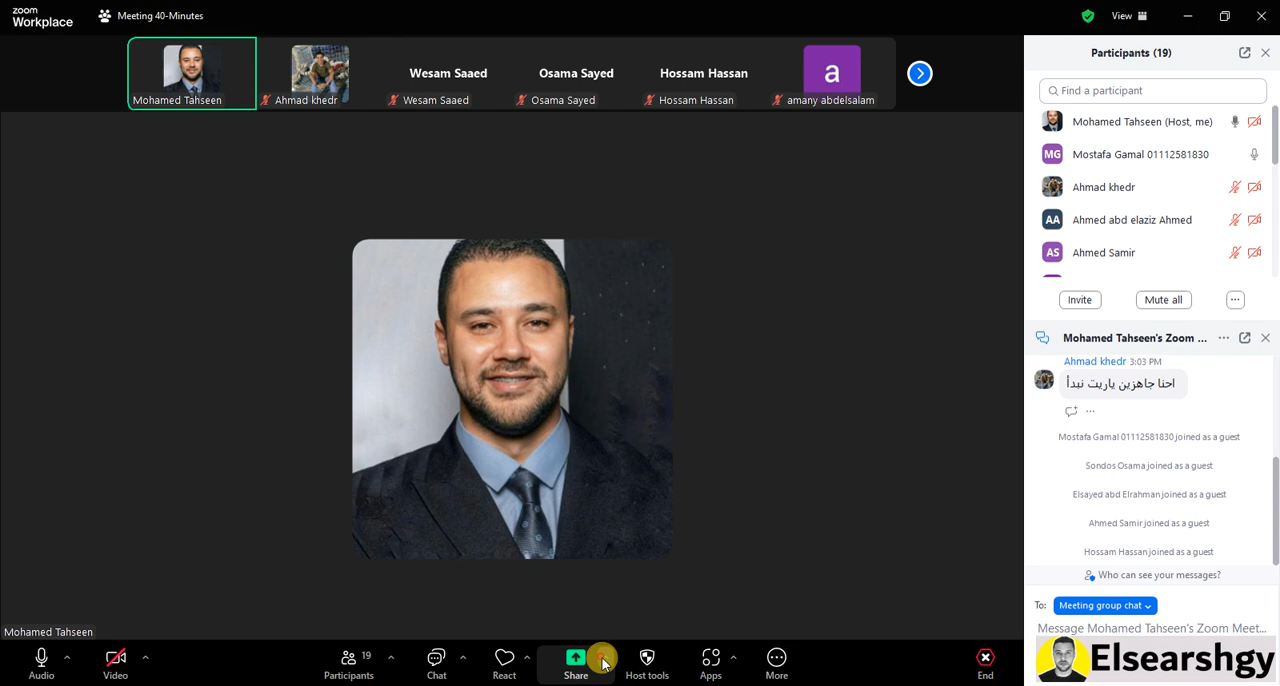 zoom
Workplace
Meeting 40-Minutes
View
Mohamed Tahseen
Ahmad khedr
Wesam Saaed
Wesam Saaed
Osama Sayed
Osama Sayed
Hossam Hassan
Hossam Hassan
a
amany abdelsalam
Participants (19)
Find a participant
Mohamed Tahseen (Host, me)
MG Mostafa Gamal 01112581830
Ahmad khedr
AA Ahmed abd elaziz Ahmed
AS Ahmed Samir
Invite
Mute all
Mohamed Tahseen's Zoom ...
Ahmad khedr 3:03 PM
احنا جاهزين ياريت نبدأ
Mostafa Gamal 01112581830 joined as a guest
Sondos Osama joined as a guest
Elsayed abd Elrahman joined as a guest
Ahmed Samir joined as a guest
Hossam Hassan joined as a guest
Who can see your messages?
To: Meeting group chat
Message Mohamed Tahseen's Zoom Meet...
Elsearshgy
Mohamed Tahseen
Audio
Video
19
Participants
Chat
React
Share
Host tools
Apps
More
End